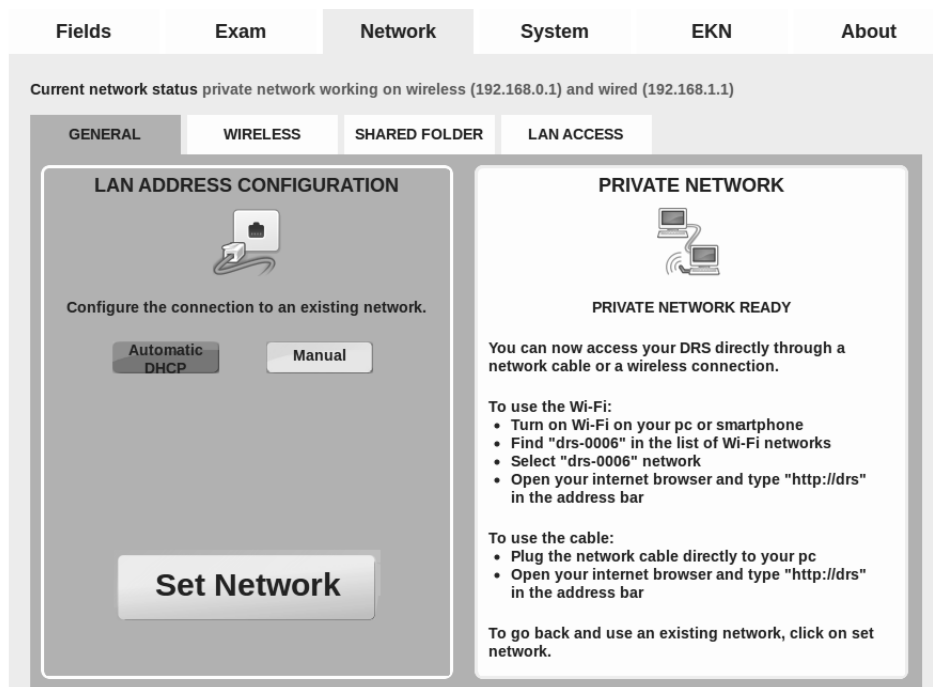 Fields Exam Network System EKN About
Current network status private network working on wireless (192.168.0.1) and wired (192.168.1.1)
GENERAL WIRELESS SHARED FOLDER LAN ACCESS
LAN ADDRESS CONFIGURATION
Configure the connection to an existing network.
Automatic
DHCP
Manual
Set Network
PRIVATE NETWORK
PRIVATE NETWORK READY
You can now access your DRS directly through a
network cable or a wireless connection.
To use the Wi-Fi:
• Turn on Wi-Fi on your pc or smartphone
• Find "drs-0006" in the list of Wi-Fi networks
• Select "drs-0006" network
• Open your internet browser and type "http://drs"
in the address bar
To use the cable:
• Plug the network cable directly to your pc
• Open your internet browser and type "http://drs"
in the address bar
To go back and use an existing network, click on set
network.